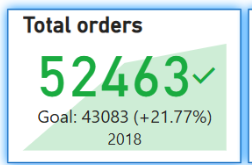 Total orders
52463
Goal: 43083 (+21.77%)
2018